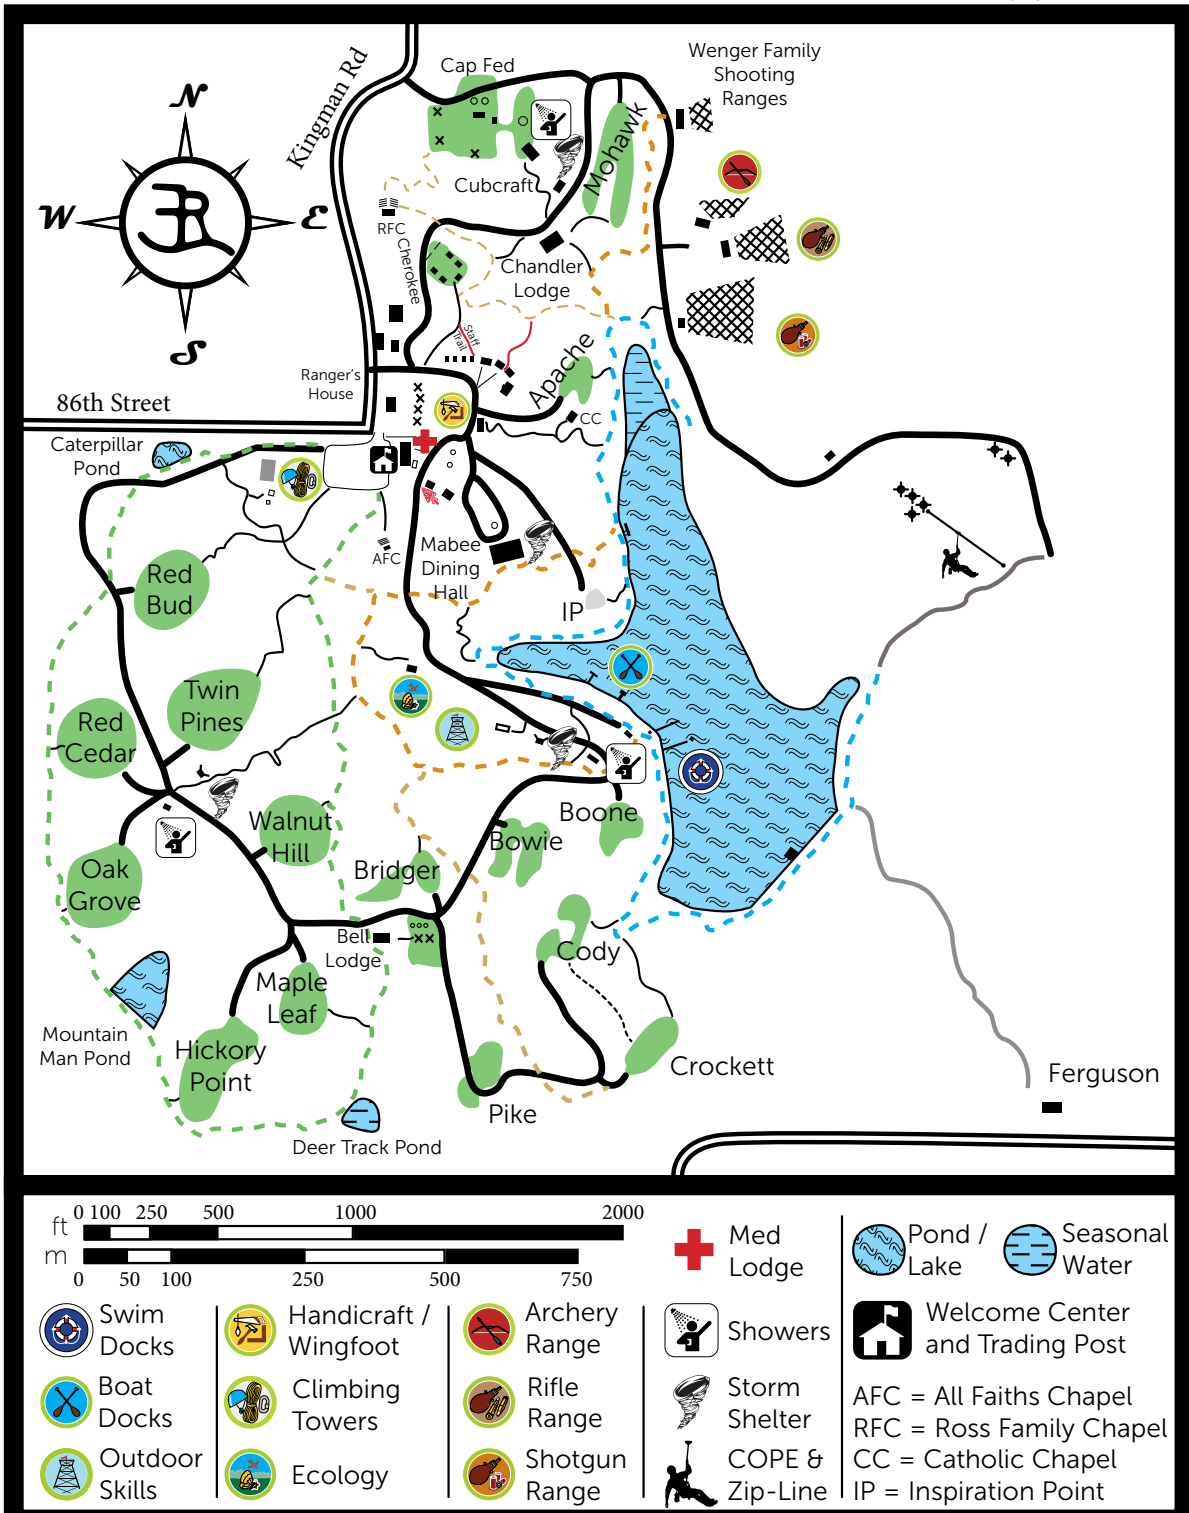 Kingman Rd
Cap Fed
Wenger Family
Shooting
Ranges
N
W
E
S
Mohawk
Cubcraft
RFC
Cherokee
Chandler
Lodge
Staff
Trail
Apache
Ranger's
House
CC
86th Street
Caterpillar
Pond
AFC
Mabee
Dining
Hall
IP
Red
Bud
Twin
Pines
Red
Cedar
Walnut
Hill
Boone
Bowie
Bridger
Oak
Grove
Bell
Lodge
Cody
Maple
Leaf
Mountain
Man Pond
Hickory
Point
Crockett
Ferguson
Pike
Deer Track Pond
ft
0 100 250 500 1000 2000
m
0 50 100 250 500 750
Med
Lodge
Pond /
Lake
Seasonal
Water
Swim
Docks
Handicraft /
Wingfoot
Archery
Range
Showers
Welcome Center
and Trading Post
Boat
Docks
Climbing
Towers
Rifle
Range
Storm
Shelter
Outdoor
Skills
Ecology
Shotgun
Range
COPE &
Zip-Line
AFC = All Faiths Chapel
RFC = Ross Family Chapel
CC = Catholic Chapel
IP = Inspiration Point